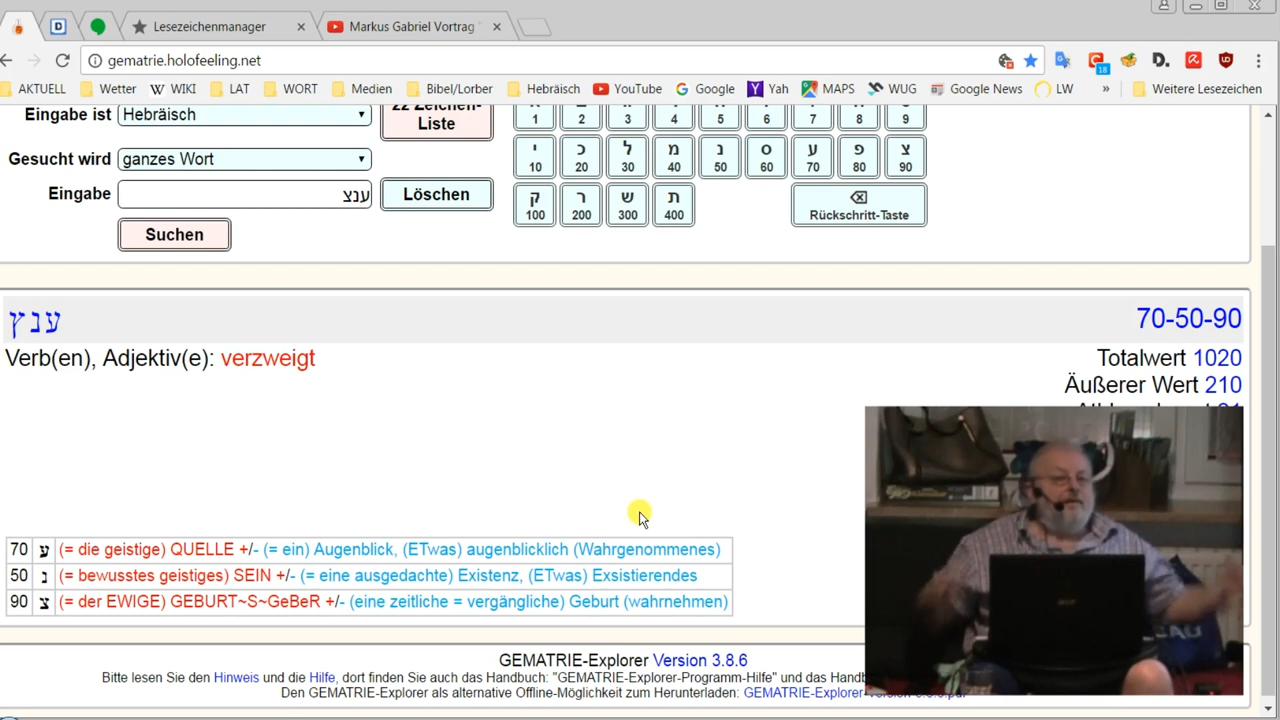 Lesezeichenmanager
Markus Gabriel Vortrag
gematrie.holofeeling.net
18
AKTUELL Wetter WIKI LAT WORT Medien Bibel/Lorber Hebräisch YouTube Google Yah MAPS WUG Google News LW » Weitere Lesezeichen
Eingabe ist Hebräisch
22 Zeichen-
Liste
1 2 3 4 5 6 7 8 9
Gesucht wird ganzes Wort
י כ ל מ נ ס ע פ צ
10 20 30 40 50 60 70 80 90
Eingabe ענצ Löschen
ק ר ש ת
100 200 300 400 Rückschritt-Taste
Suchen
ענץ 70-50-90
Verb(en), Adjektiv(e): verzweigt
Totalwert 1020
Äußerer Wert 210
70 ע (= die geistige) QUELLE +/- (= ein) Augenblick, (ETwas) augenblicklich (Wahrgenommenes)
50 נ (= bewusstes geistiges) SEIN +/- (= eine ausgedachte) Existenz, (ETwas) Exsistierendes
90 צ (= der EWIGE) GEBURT~S~GeBeR +/- (eine zeitliche = vergängliche) Geburt (wahrnehmen)
GEMATRIE-Explorer Version 3.8.6
Bitte lesen Sie den Hinweis und die Hilfe, dort finden Sie auch das Handbuch: "GEMATRIE-Explorer-Programm-Hilfe" und das
Den GEMATRIE-Explorer als alternative Offline-Möglichkeit zum Herunterladen: